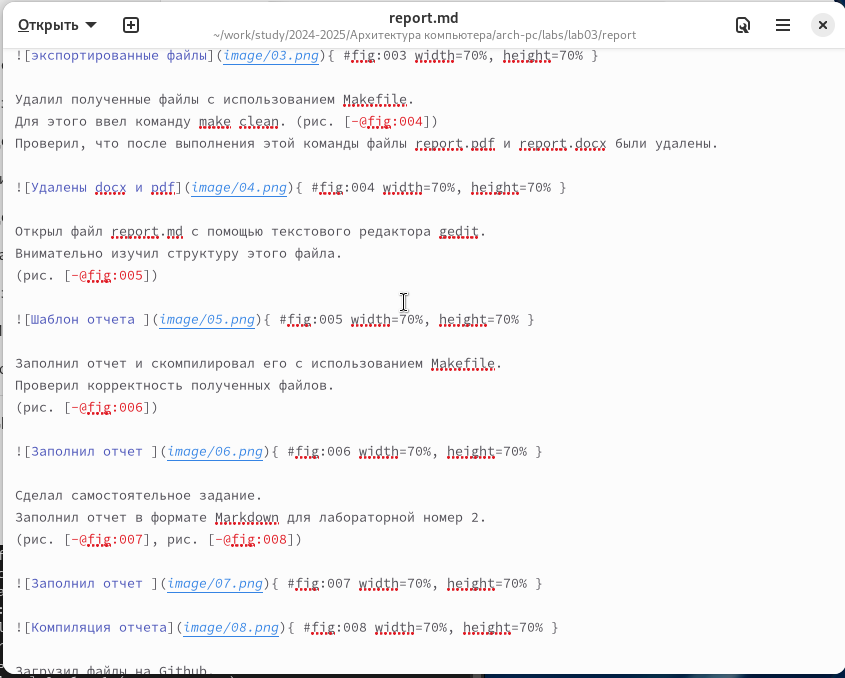 Открыть
report.md
~/work/study/2024-2025/Архитектура компьютера/arch-pc/labs/lab03/report
![экспортированные файлы](image/03.png){ #fig:003 width=70%, height=70% }
Удалил полученные файлы с использованием Makefile.
Для этого ввел команду make clean. (рис. [-@fig:004])
Проверил, что после выполнения этой команды файлы report.pdf и report.docx были удалены.
![Удалены docx и pdf](image/04.png){ #fig:004 width=70%, height=70% }
Открыл файл report.md с помощью текстового редактора gedit.
Внимательно изучил структуру этого файла.
(рис. [-@fig:005])
![Шаблон отчета ](image/05.png){ #fig:005 width=70%, height=70% }
Заполнил отчет и скомпилировал его с использованием Makefile.
Проверил корректность полученных файлов.
(рис. [-@fig:006])
![Заполнил отчет ](image/06.png){ #fig:006 width=70%, height=70% }
Сделал самостоятельное задание.
Заполнил отчет в формате Markdown для лабораторной номер 2.
(рис. [-@fig:007], рис. [-@fig:008])
![Заполнил отчет ](image/07.png){ #fig:007 width=70%, height=70% }
![Компиляция отчета](image/08.png){ #fig:008 width=70%, height=70% }
Загрузил файлы на Github.